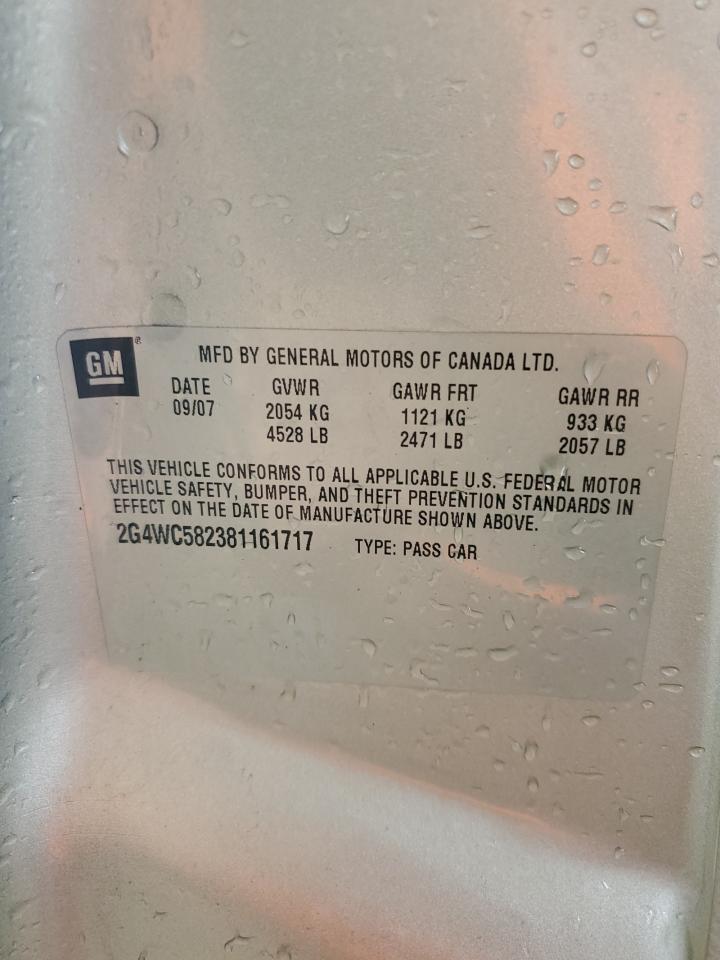 GM®
MFD BY GENERAL MOTORS OF CANADA LTD.
DATE GVWR GAWR FRT GAWR RR
09/07 2054 KG 1121 KG 933 KG
4528 LB 2471 LB 2057 LB
THIS VEHICLE CONFORMS TO ALL APPLICABLE U.S. FEDERAL MOTOR
VEHICLE SAFETY, BUMPER, AND THEFT PREVENTION STANDARDS IN
EFFECT ON THE DATE OF MANUFACTURE SHOWN ABOVE.
2G4WC582381161717 TYPE: PASS CAR